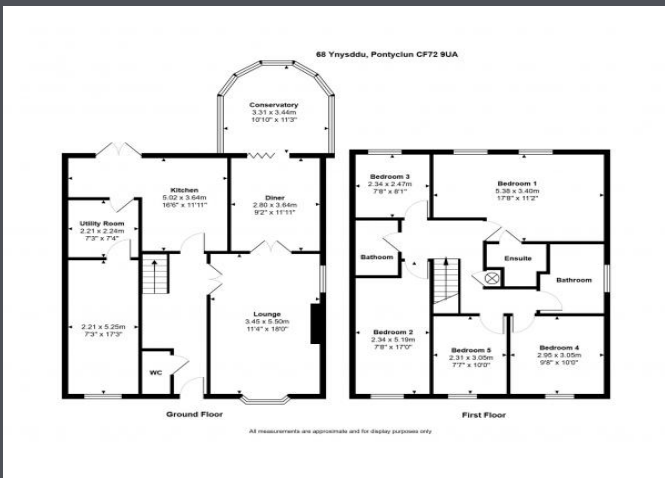 68 Ynysddu, Pontyclun CF72 9UA
Conservatory
3.31 x 3.44m
10'10" x 11'3"
Kitchen
5.02 x 3.64m
16'6" x 11'11"
Diner
2.80 x 3.64m
9'2" x 11'11"
Utility Room
2.21 x 2.24m
7'3" x 7'4"
2.21 x 5.25m
7'3" x 17'3"
Lounge
3.45 x 5.50m
11'4" x 18'0"
WC
Ground Floor
Bedroom 3
2.34 x 2.47m
7'8" x 8'1"
Bedroom 1
5.38 x 3.40m
17'8" x 11'2"
Bathoom
Ensuite
Bathroom
Bedroom 2
2.34 x 5.19m
7'8" x 17'0"
Bedroom 5
2.31 x 3.05m
7'7" x 10'0"
Bedroom 4
2.95 x 3.05m
9'8" x 10'0"
First Floor
All measurements are approximate and for display purposes only